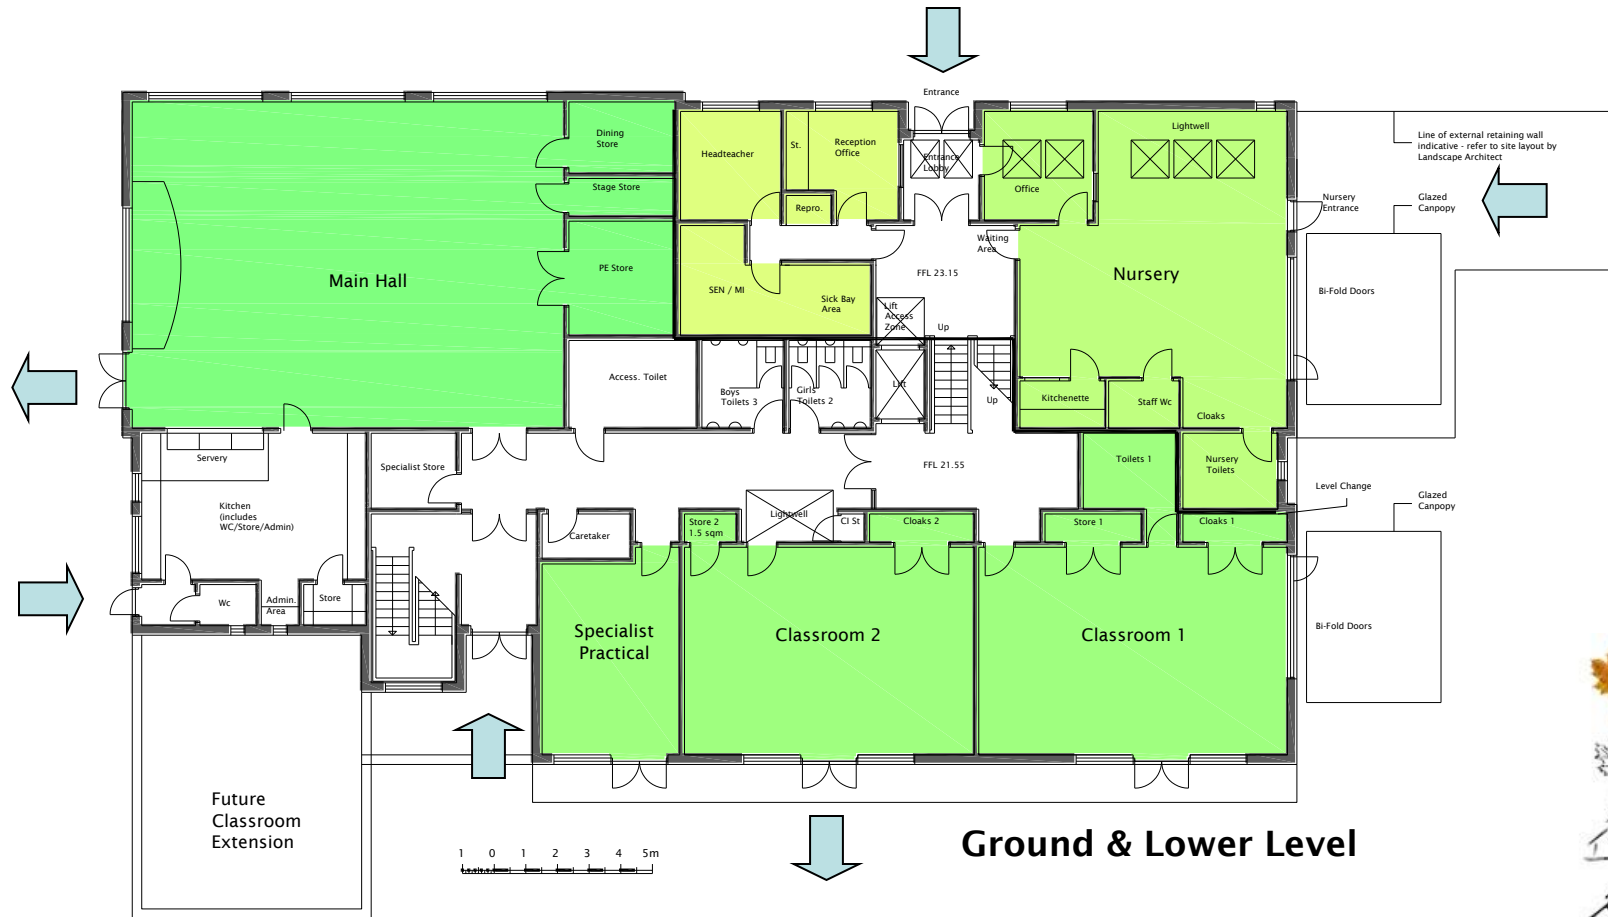 Entrance
Dining
Store
Stage Store
PE Store
Main Hall
Headteacher
St.
Reception
Office
Repro.
Entrance
Lobby
Office
Lightwell
Line of external retaining wall
indicative - refer to site layout by
Landscape Architect
Nursery
Entrance
Glazed
Canpopy
Waiting
Area
Nursery
FFL 23.15
SEN / MI
Sick Bay
Area
Lift
Access
Zone
Up
Bi-Fold Doors
Access. Toilet
Boys
Toilets 3
Girls
Toilets 2
Lift
Up
Kitchenette
Staff Wc
Cloaks
Servery
Specialist Store
FFL 21.55
Toilets 1
Nursery
Toilets
Level Change
Glazed
Canpopy
Kitchen
(includes
WC/Store/Admin)
Lightwell
Caretaker
Store 2
1.5 sqm
Cl St
Cloaks 2
Store 1
Cloaks 1
Wc
Admin.
Area
Store
Specialist
Practical
Classroom 2
Classroom 1
Bi-Fold Doors
Future
Classroom
Extension
1 0 1 2 3 4 5m
Ground & Lower Level